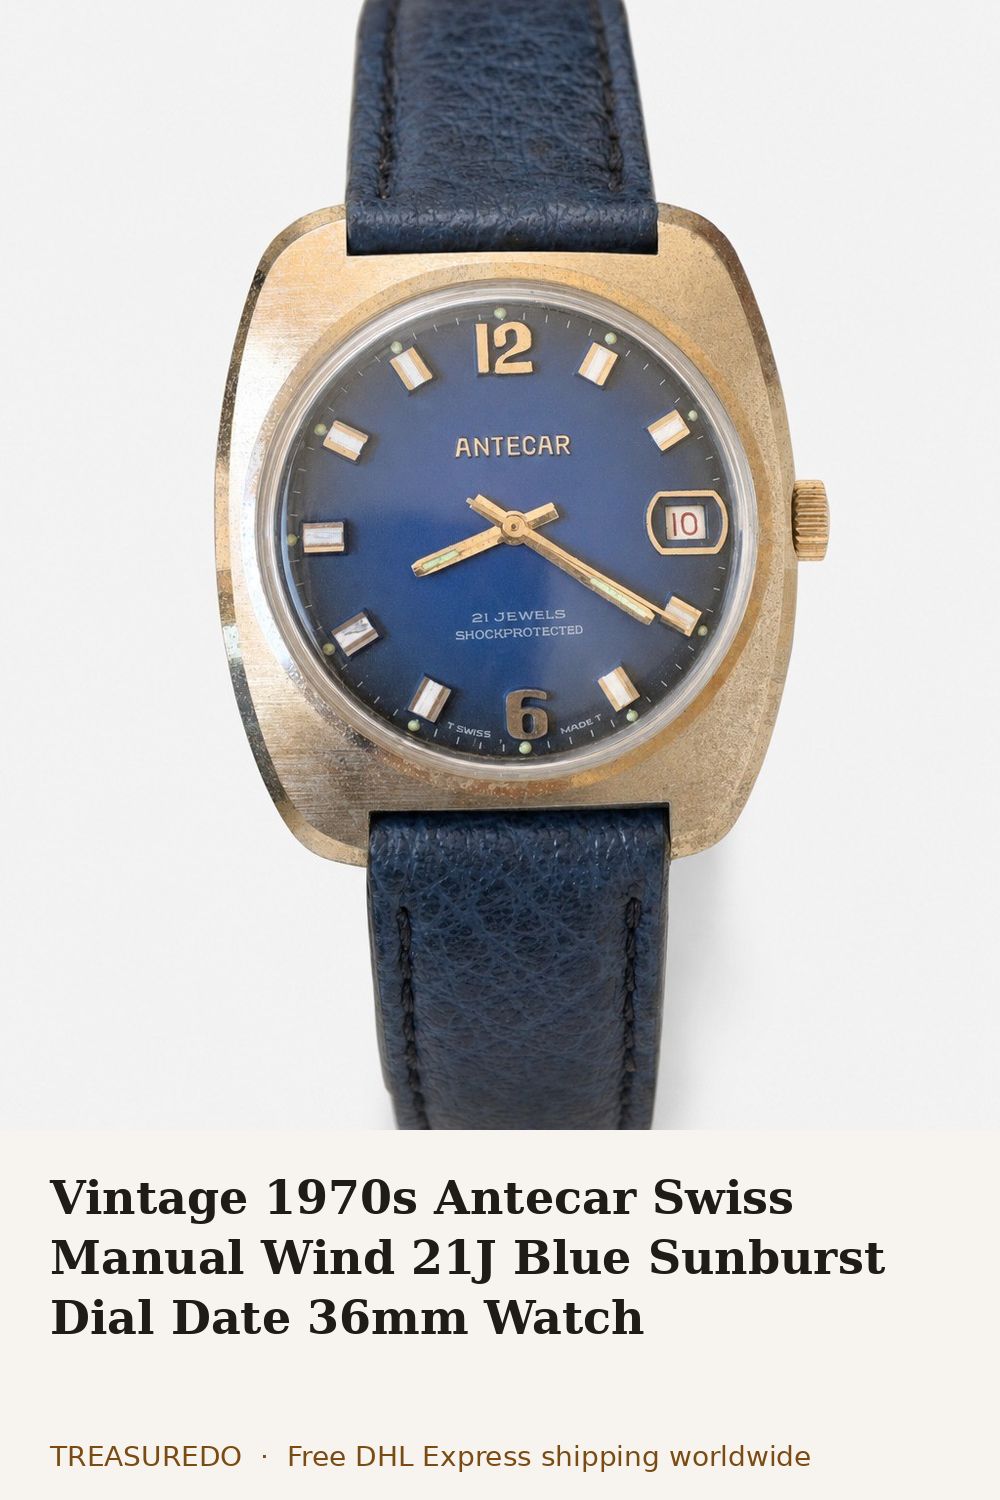 12
ANTECAR
10
21 JEWELS
SHOCKPROTECTED
6
T SWISS MADE T
Vintage 1970s Antecar Swiss
Manual Wind 21J Blue Sunburst
Dial Date 36mm Watch
TREASUREDO · Free DHL Express shipping worldwide